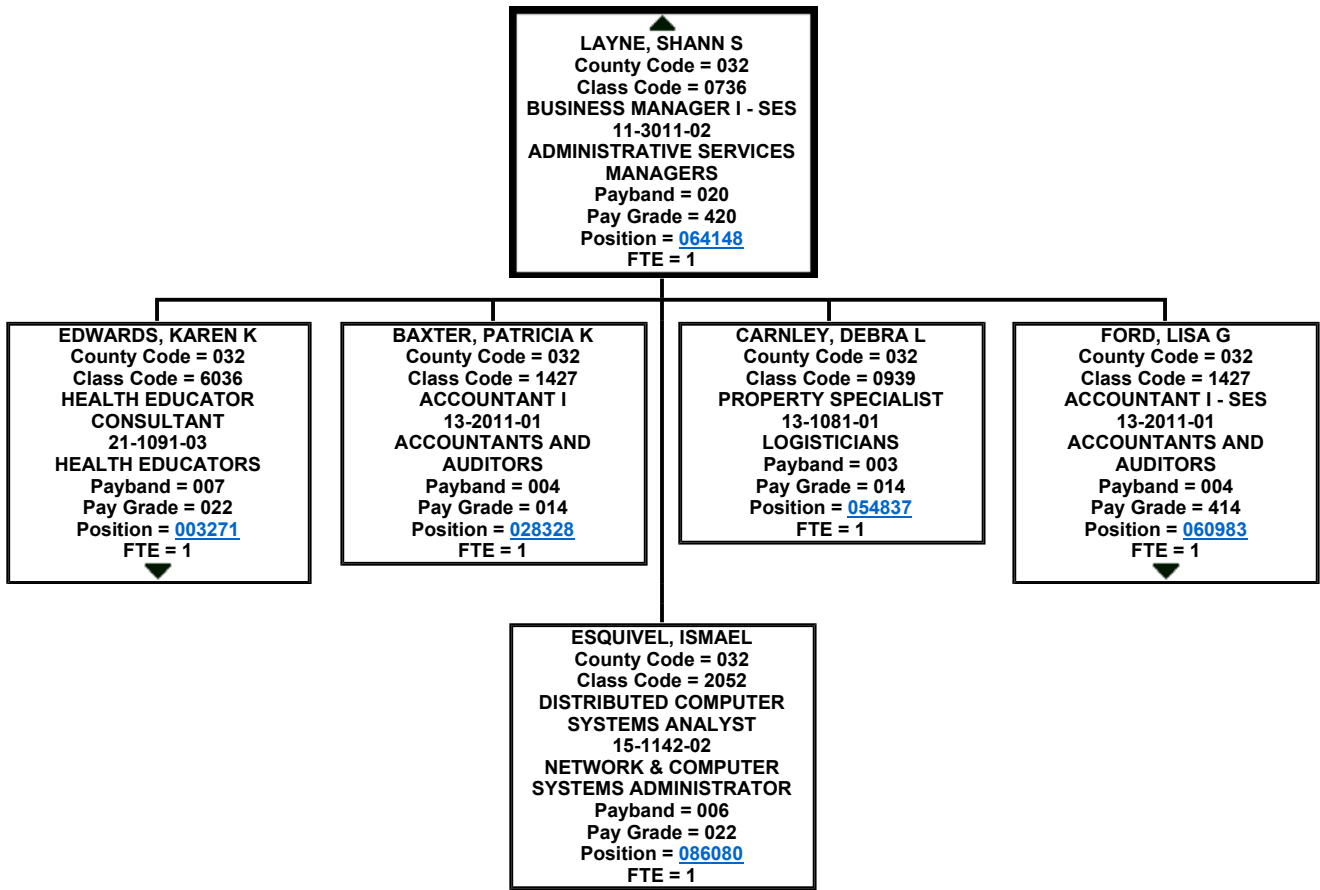 LAYNE, SHANN S
County Code = 032
Class Code = 0736
BUSINESS MANAGER I - SES
11-3011-02
ADMINISTRATIVE SERVICES
MANAGERS
Payband = 020
Pay Grade = 420
Position = 064148
FTE = 1
EDWARDS, KAREN K
County Code = 032
Class Code = 6036
HEALTH EDUCATOR
CONSULTANT
21-1091-03
HEALTH EDUCATORS
Payband = 007
Pay Grade = 022
Position = 003271
FTE = 1
BAXTER, PATRICIA K
County Code = 032
Class Code = 1427
ACCOUNTANT I
13-2011-01
ACCOUNTANTS AND
AUDITORS
Payband = 004
Pay Grade = 014
Position = 028328
FTE = 1
CARNLEY, DEBRA L
County Code = 032
Class Code = 0939
PROPERTY SPECIALIST
13-1081-01
LOGISTICIANS
Payband = 003
Pay Grade = 014
Position = 054837
FTE = 1
FORD, LISA G
County Code = 032
Class Code = 1427
ACCOUNTANT I - SES
13-2011-01
ACCOUNTANTS AND
AUDITORS
Payband = 004
Pay Grade = 414
Position = 060983
FTE = 1
ESQUIVEL, ISMAEL
County Code = 032
Class Code = 2052
DISTRIBUTED COMPUTER
SYSTEMS ANALYST
15-1142-02
NETWORK & COMPUTER
SYSTEMS ADMINISTRATOR
Payband = 006
Pay Grade = 022
Position = 086080
FTE = 1